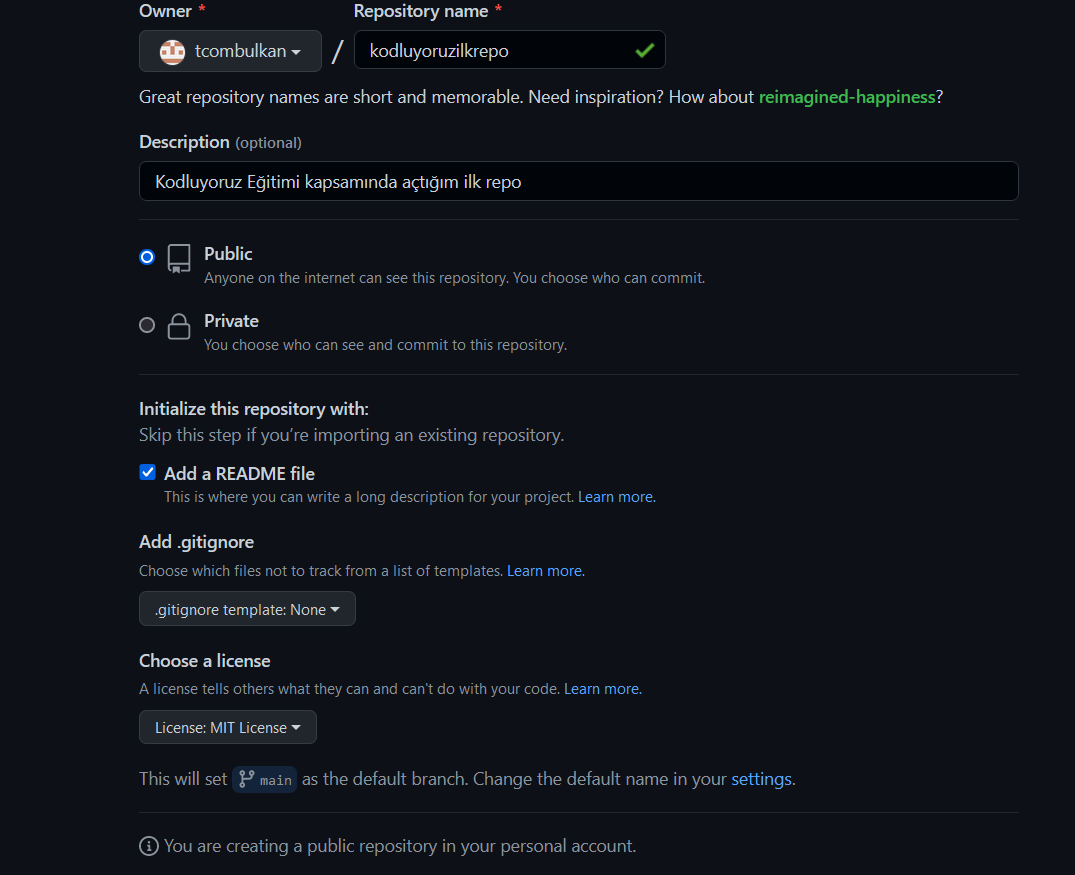 Owner * Repository name *
tcombulkan / kodluyoruzilkrepo
Great repository names are short and memorable. Need inspiration? How about reimagined-happiness?
Description (optional)
Kodluyoruz Eğitimi kapsamında açtığım ilk repo
Public
Anyone on the internet can see this repository. You choose who can commit.
Private
You choose who can see and commit to this repository.
Initialize this repository with:
Skip this step if you’re importing an existing repository.
Add a README file
This is where you can write a long description for your project. Learn more.
Add .gitignore
Choose which files not to track from a list of templates. Learn more.
.gitignore template: None
Choose a license
A license tells others what they can and can't do with your code. Learn more.
License: MIT License
This will set main as the default branch. Change the default name in your settings.
You are creating a public repository in your personal account.